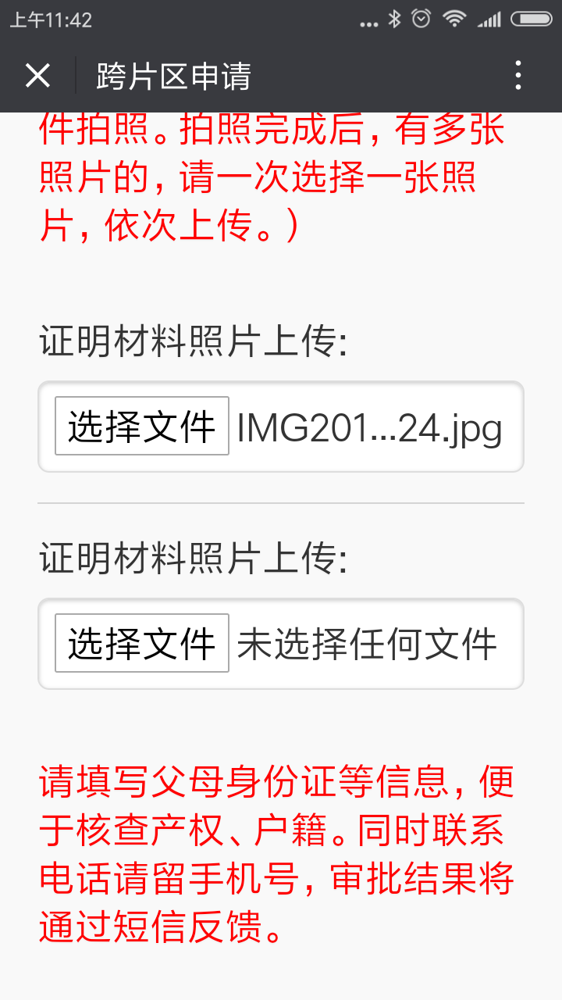 上午11:42
...
跨片区申请
件拍照。拍照完成后，有多张
照片的，请一次选择一张照
片，依次上传。）
证明材料照片上传:
选择文件 IMG201...24.jpg
证明材料照片上传:
选择文件 未选择任何文件
请填写父母身份证等信息，便
于核查产权、户籍。同时联系
电话请留手机号，审批结果将
通过短信反馈。